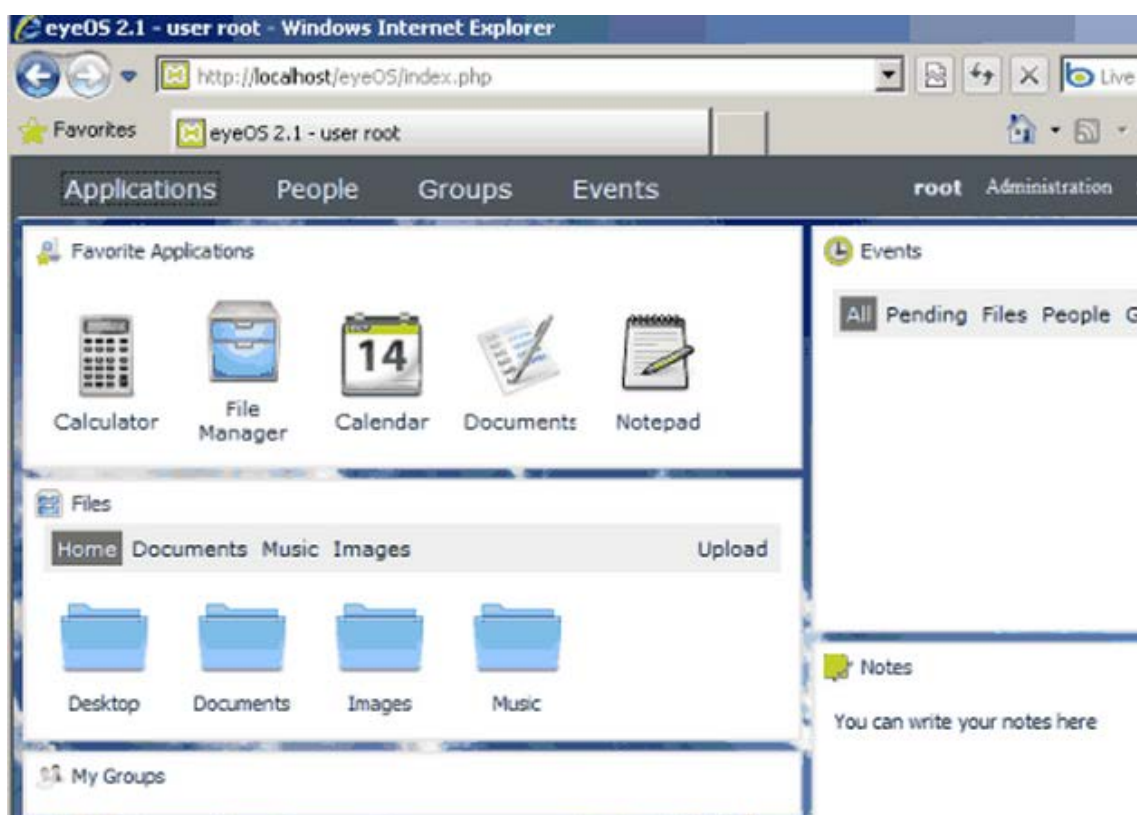 eyeOS 2.1 - user root - Windows Internet Explorer
http://localhost/eyeOS/index.php
Live
Favorites
eyeOS 2.1 - user root
Applications People Groups Events root Administration
Favorite Applications
14
Calculator
File
Manager
Calendar
Documents
Notepad
Files
Home Documents Music Images Upload
Desktop Documents Images Music
My Groups
Events
All Pending Files People G
Notes
You can write your notes here